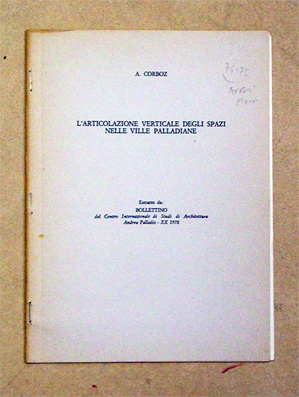 A. CORBOZ
L'ARTICOLAZIONE VERTICALE DEGLI SPAZI
NELLE VILLE PALLADIANE
Estratto da:
BOLLETTINO
del Centro Internazionale di Studi di Architettura
Andrea Palladio - XX 1978